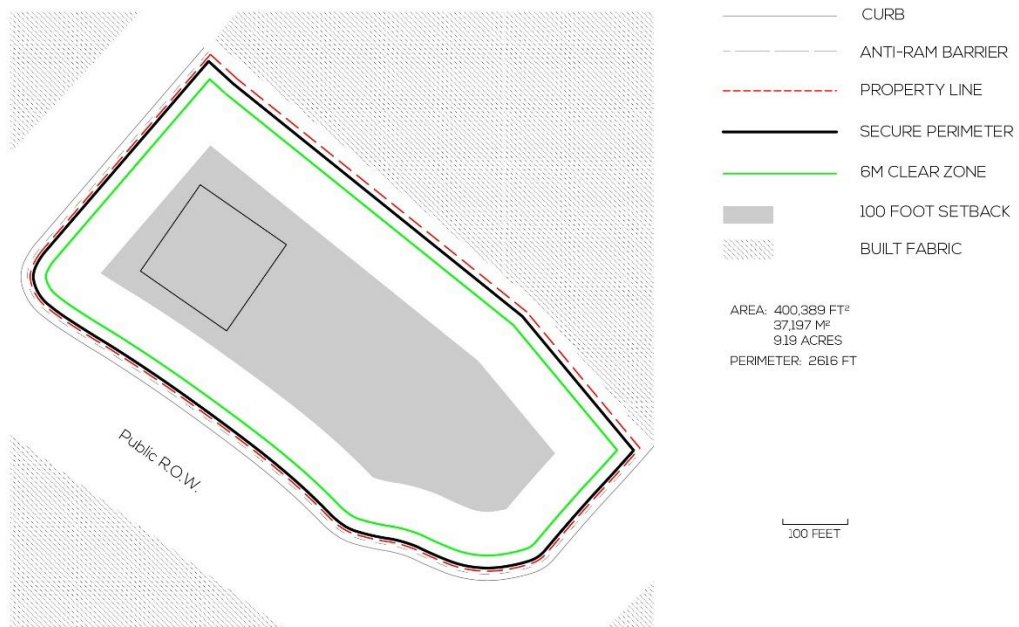 CURB
ANTI-RAM BARRIER
PROPERTY LINE
SECURE PERIMETER
6M CLEAR ZONE
100 FOOT SETBACK
BUILT FABRIC
AREA: 400,389 FT²
37,197 M²
9.19 ACRES
PERIMETER: 2616 FT
Public R.O.W.
100 FEET